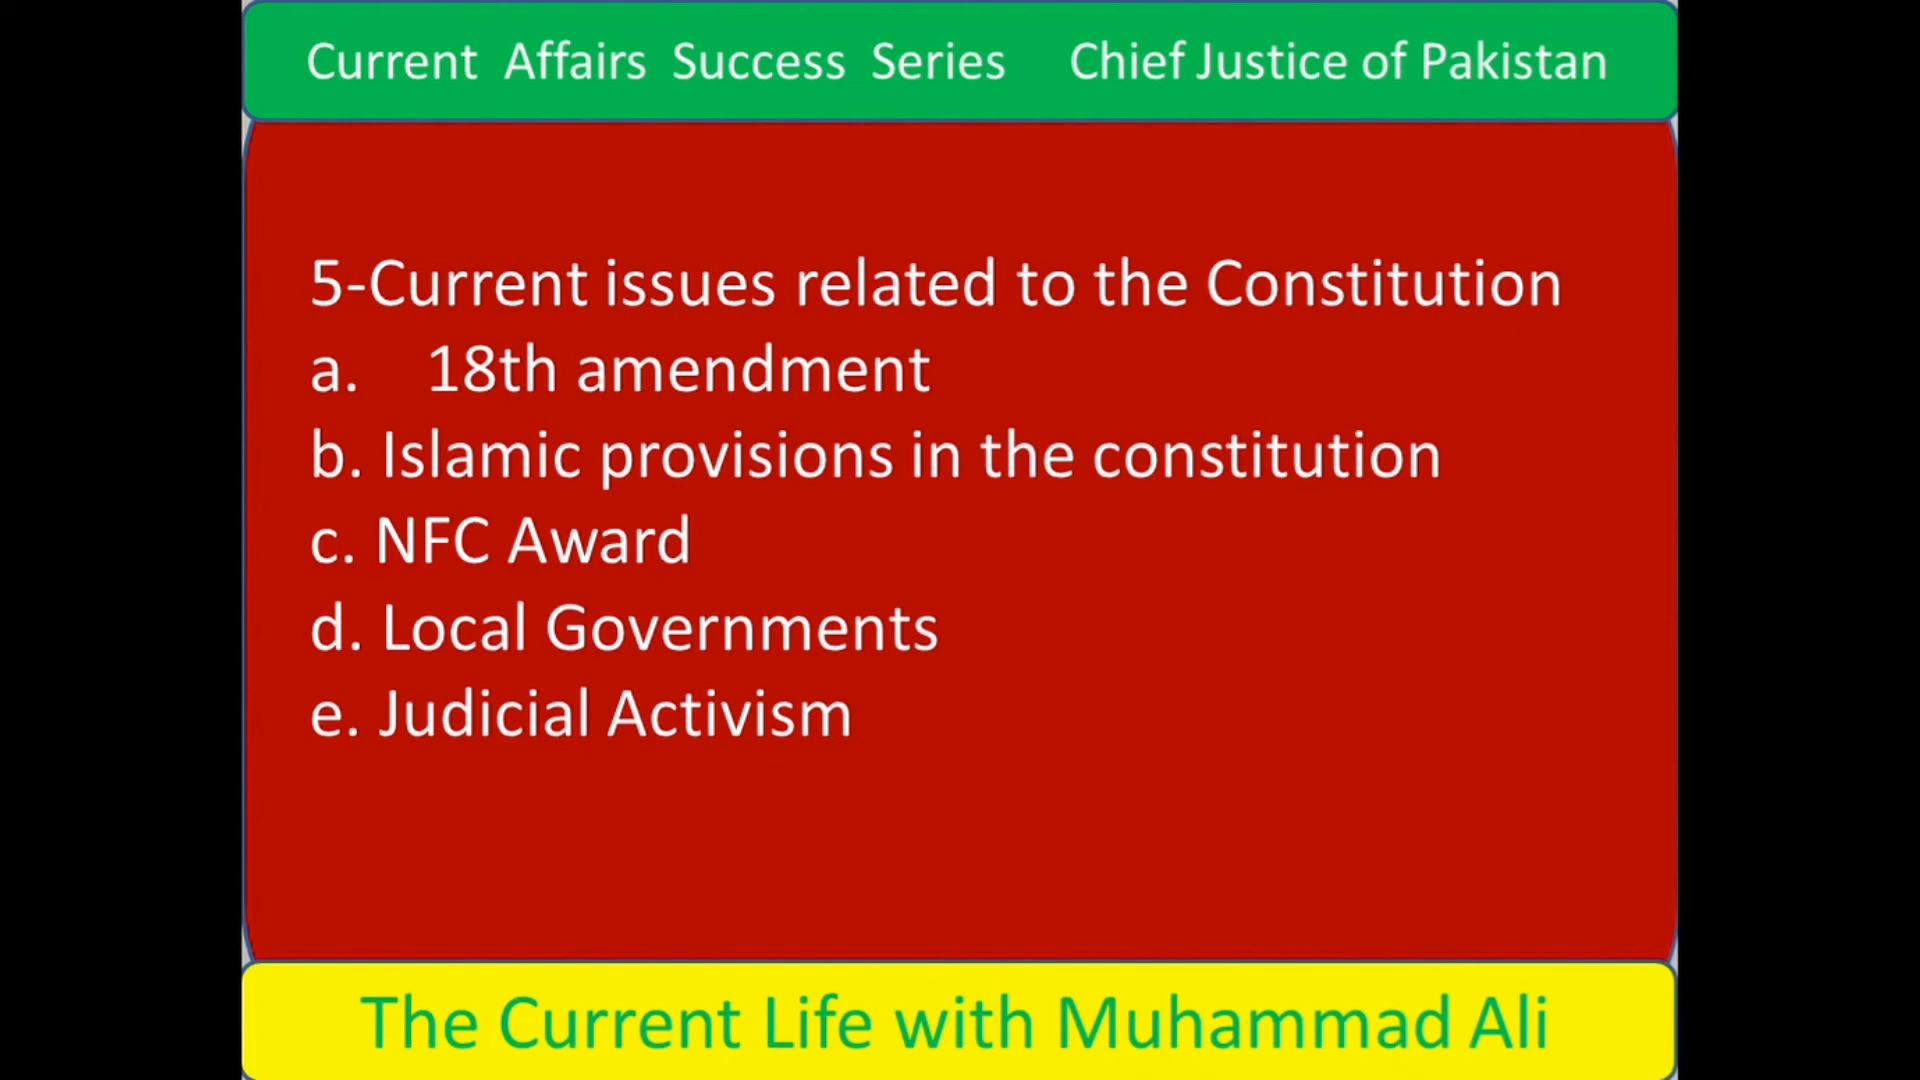 Current Affairs Success Series Chief Justice of Pakistan
5-Current issues related to the Constitution
a. 18th amendment
b. Islamic provisions in the constitution
c. NFC Award
d. Local Governments
e. Judicial Activism
The Current Life with Muhammad Ali